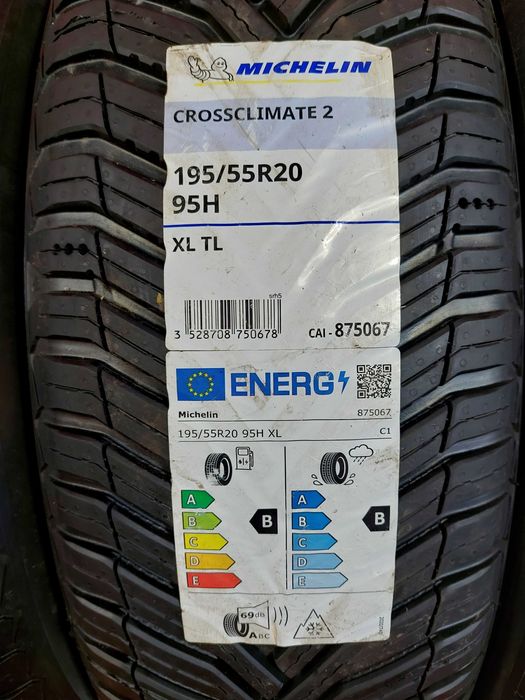 MICHELIN
CROSSCLIMATE 2
195/55R20
95H
XL TL
srh5
3 528708 750678
CAI - 875067
ENERG
Michelin 875067
195/55R20 95H XL C1
A A
B B B B
C C
D D
E E
69dB
ABC